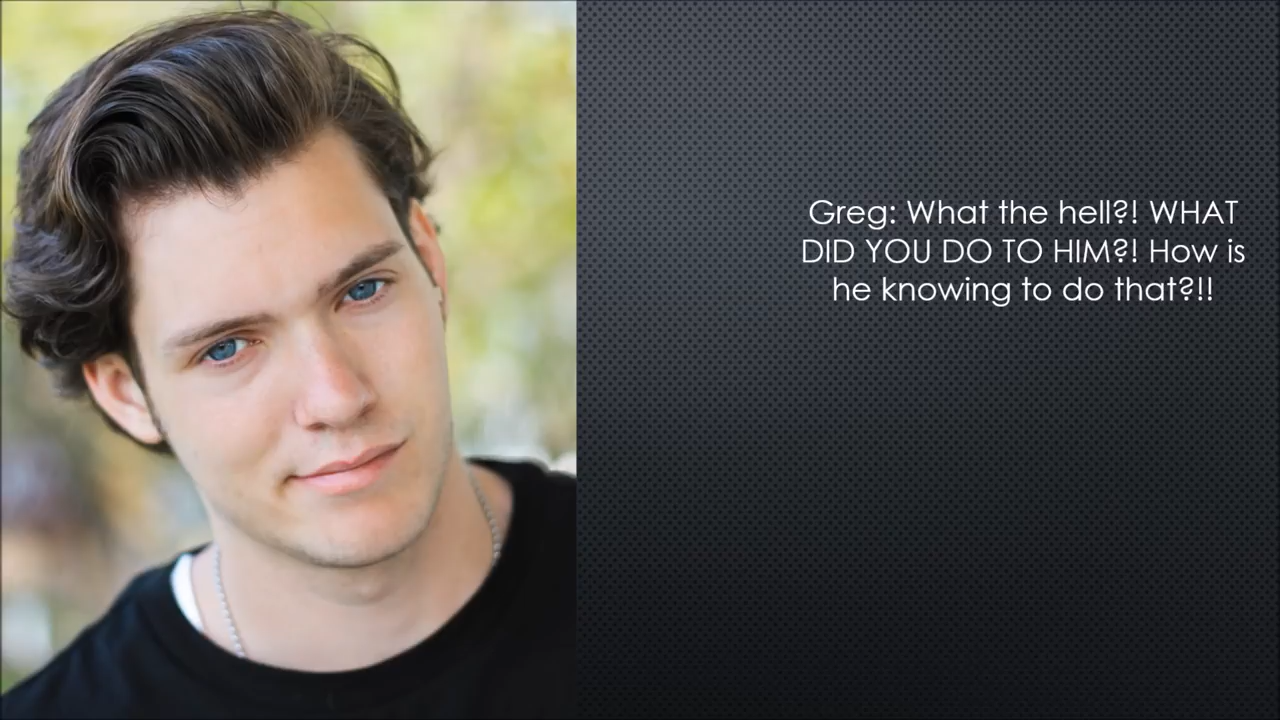 Greg: What the hell?! WHAT
DID YOU DO TO HIM?! How is
he knowing to do that?!!